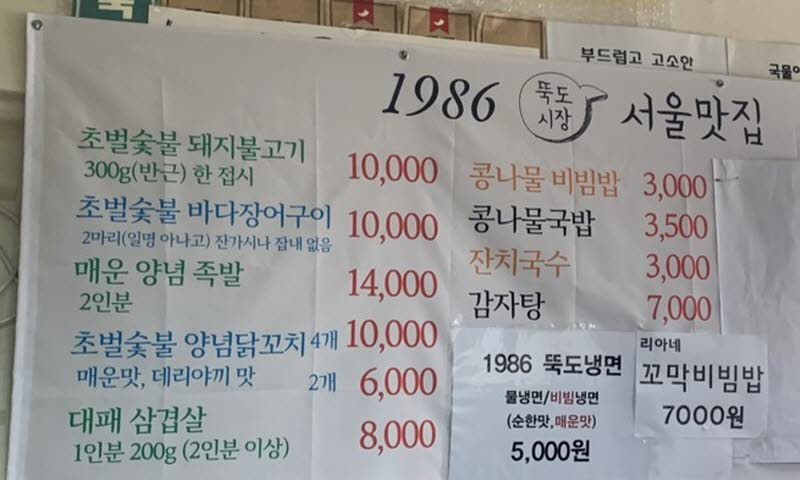 뚝
부드럽고 고소한
국물이
1986 뚝도시장 서울맛집
초벌숯불 돼지불고기
300g(반근) 한 접시 10,000
초벌숯불 바다장어구이
2마리(일명 아나고) 잔가시나 잡내 없음 10,000
매운 양념 족발
2인분 14,000
초벌숯불 양념닭꼬치 4개 10,000
매운맛, 데리야끼 맛 2개 6,000
대패 삼겹살
1인분 200g (2인분 이상) 8,000
콩나물 비빔밥 3,000
콩나물국밥 3,500
잔치국수 3,000
감자탕 7,000
1986 뚝도냉면
물냉면/비빔냉면
(순한맛,매운맛)
5,000원
리아네
꼬막비빔밥
7000원